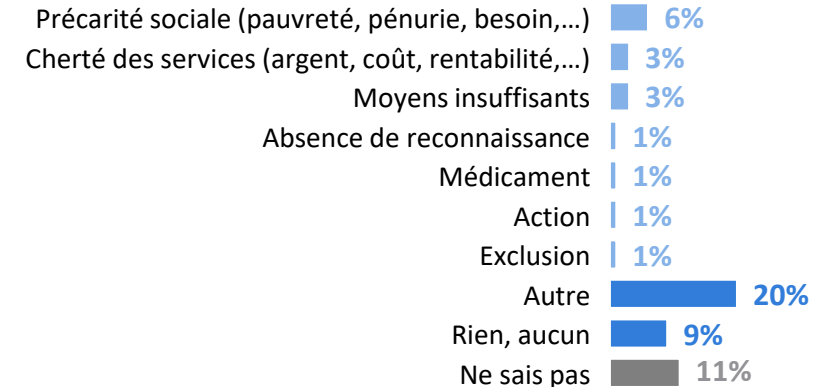 Précarité sociale (pauvreté, pénurie, besoin,…) 6%
Cherté des services (argent, coût, rentabilité,…) 3%
Moyens insuffisants 3%
Absence de reconnaissance 1%
Médicament 1%
Action 1%
Exclusion 1%
Autre 20%
Rien, aucun 9%
Ne sais pas 11%